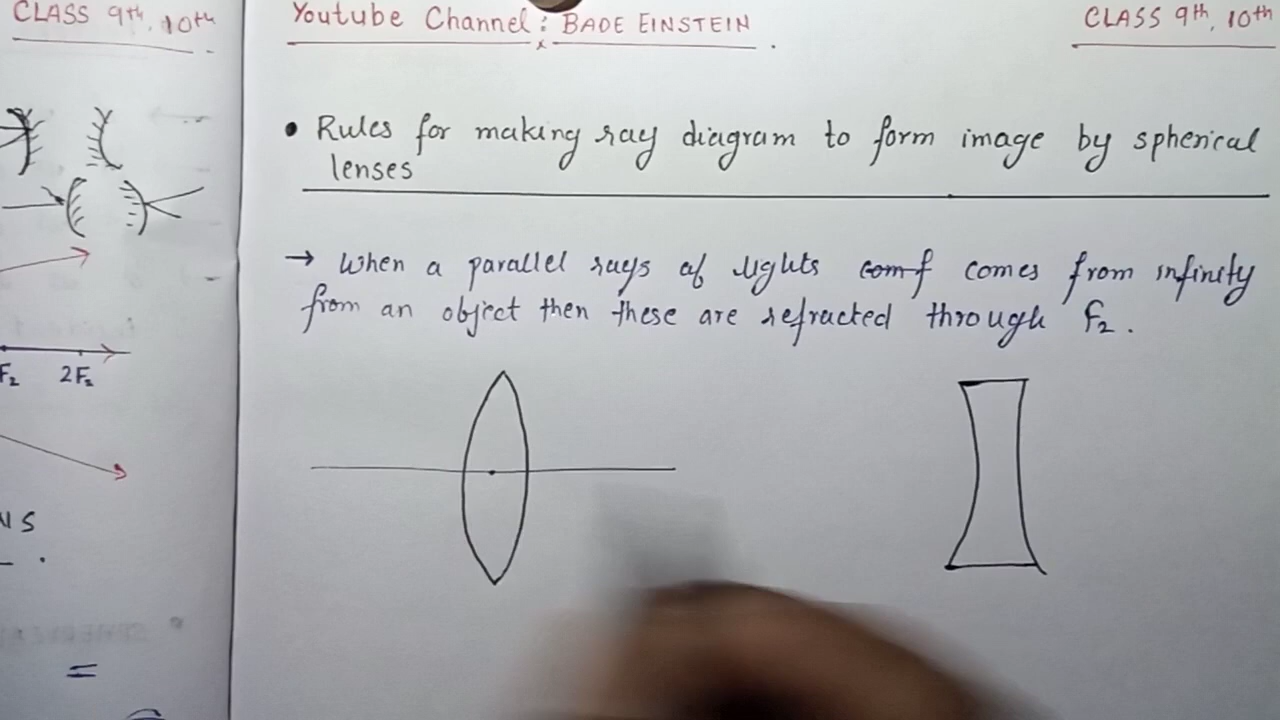 CLASS 9th, 10th
F₂ 2F₂
NS
=
Youtube Channel: BADE EINSTEIN
CLASS 9th, 10th
• Rules for making ray diagram to form image by spherical
lenses
→ When a parallel rays of lights comf comes from infinity
from an object then these are refracted through F₂.